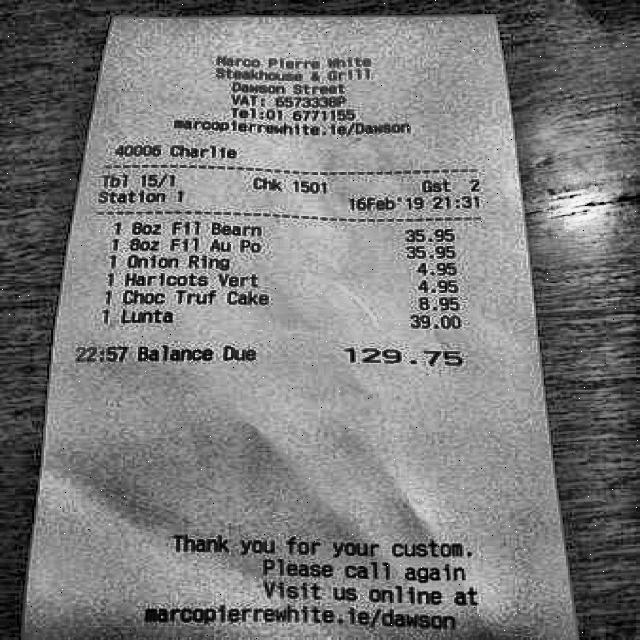 Marco Pierre White
Steakhouse & Grill
Dawson Street
VAT: 6573338P
Tel:01 6771155
marcopierrewhite.ie/Dawson
40006 Charlie
Tbl 15/1 Chk 1501 Gst 2
Station 1 16Feb'19 21:31
1 8oz Fil Bearn 35.95
1 8oz Fil Au Po 35.95
1 Onion Ring 4.95
1 Haricots Vert 4.95
1 Choc Truf Cake 8.95
1 Lunta 39.00
22:57 Balance Due 129.75
Thank you for your custom.
Please call again
Visit us online at
marcopierrewhite.ie/dawson